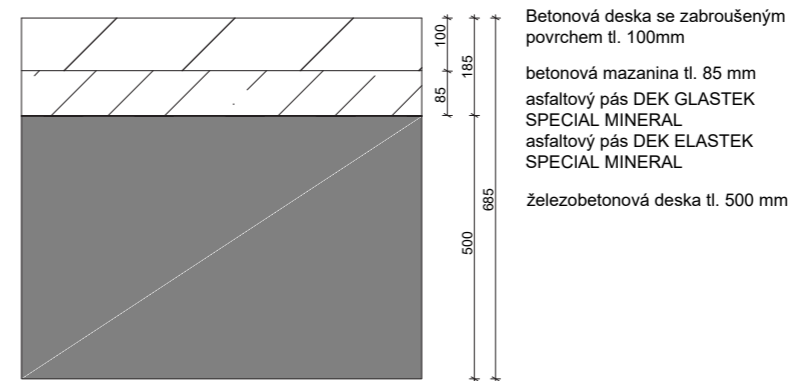 Betonová deska se zabroušeným
povrchem tl. 100mm
betonová mazanina tl. 85 mm
asfaltový pás DEK GLASTEK
SPECIAL MINERAL
asfaltový pás DEK ELASTEK
SPECIAL MINERAL
železobetonová deska tl. 500 mm
100
85
185
500
685